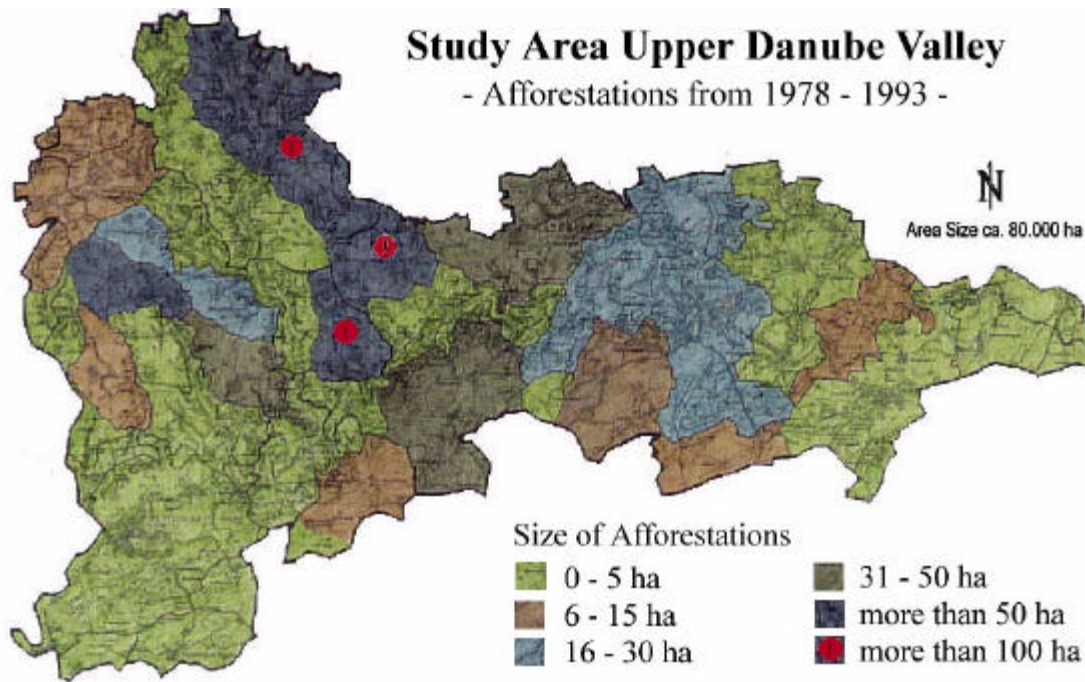 Study Area Upper Danube Valley
- Afforestations from 1978 - 1993 -
N
Area Size ca. 80.000 ha
Size of Afforestations
0 - 5 ha
6 - 15 ha
16 - 30 ha
31 - 50 ha
more than 50 ha
more than 100 ha